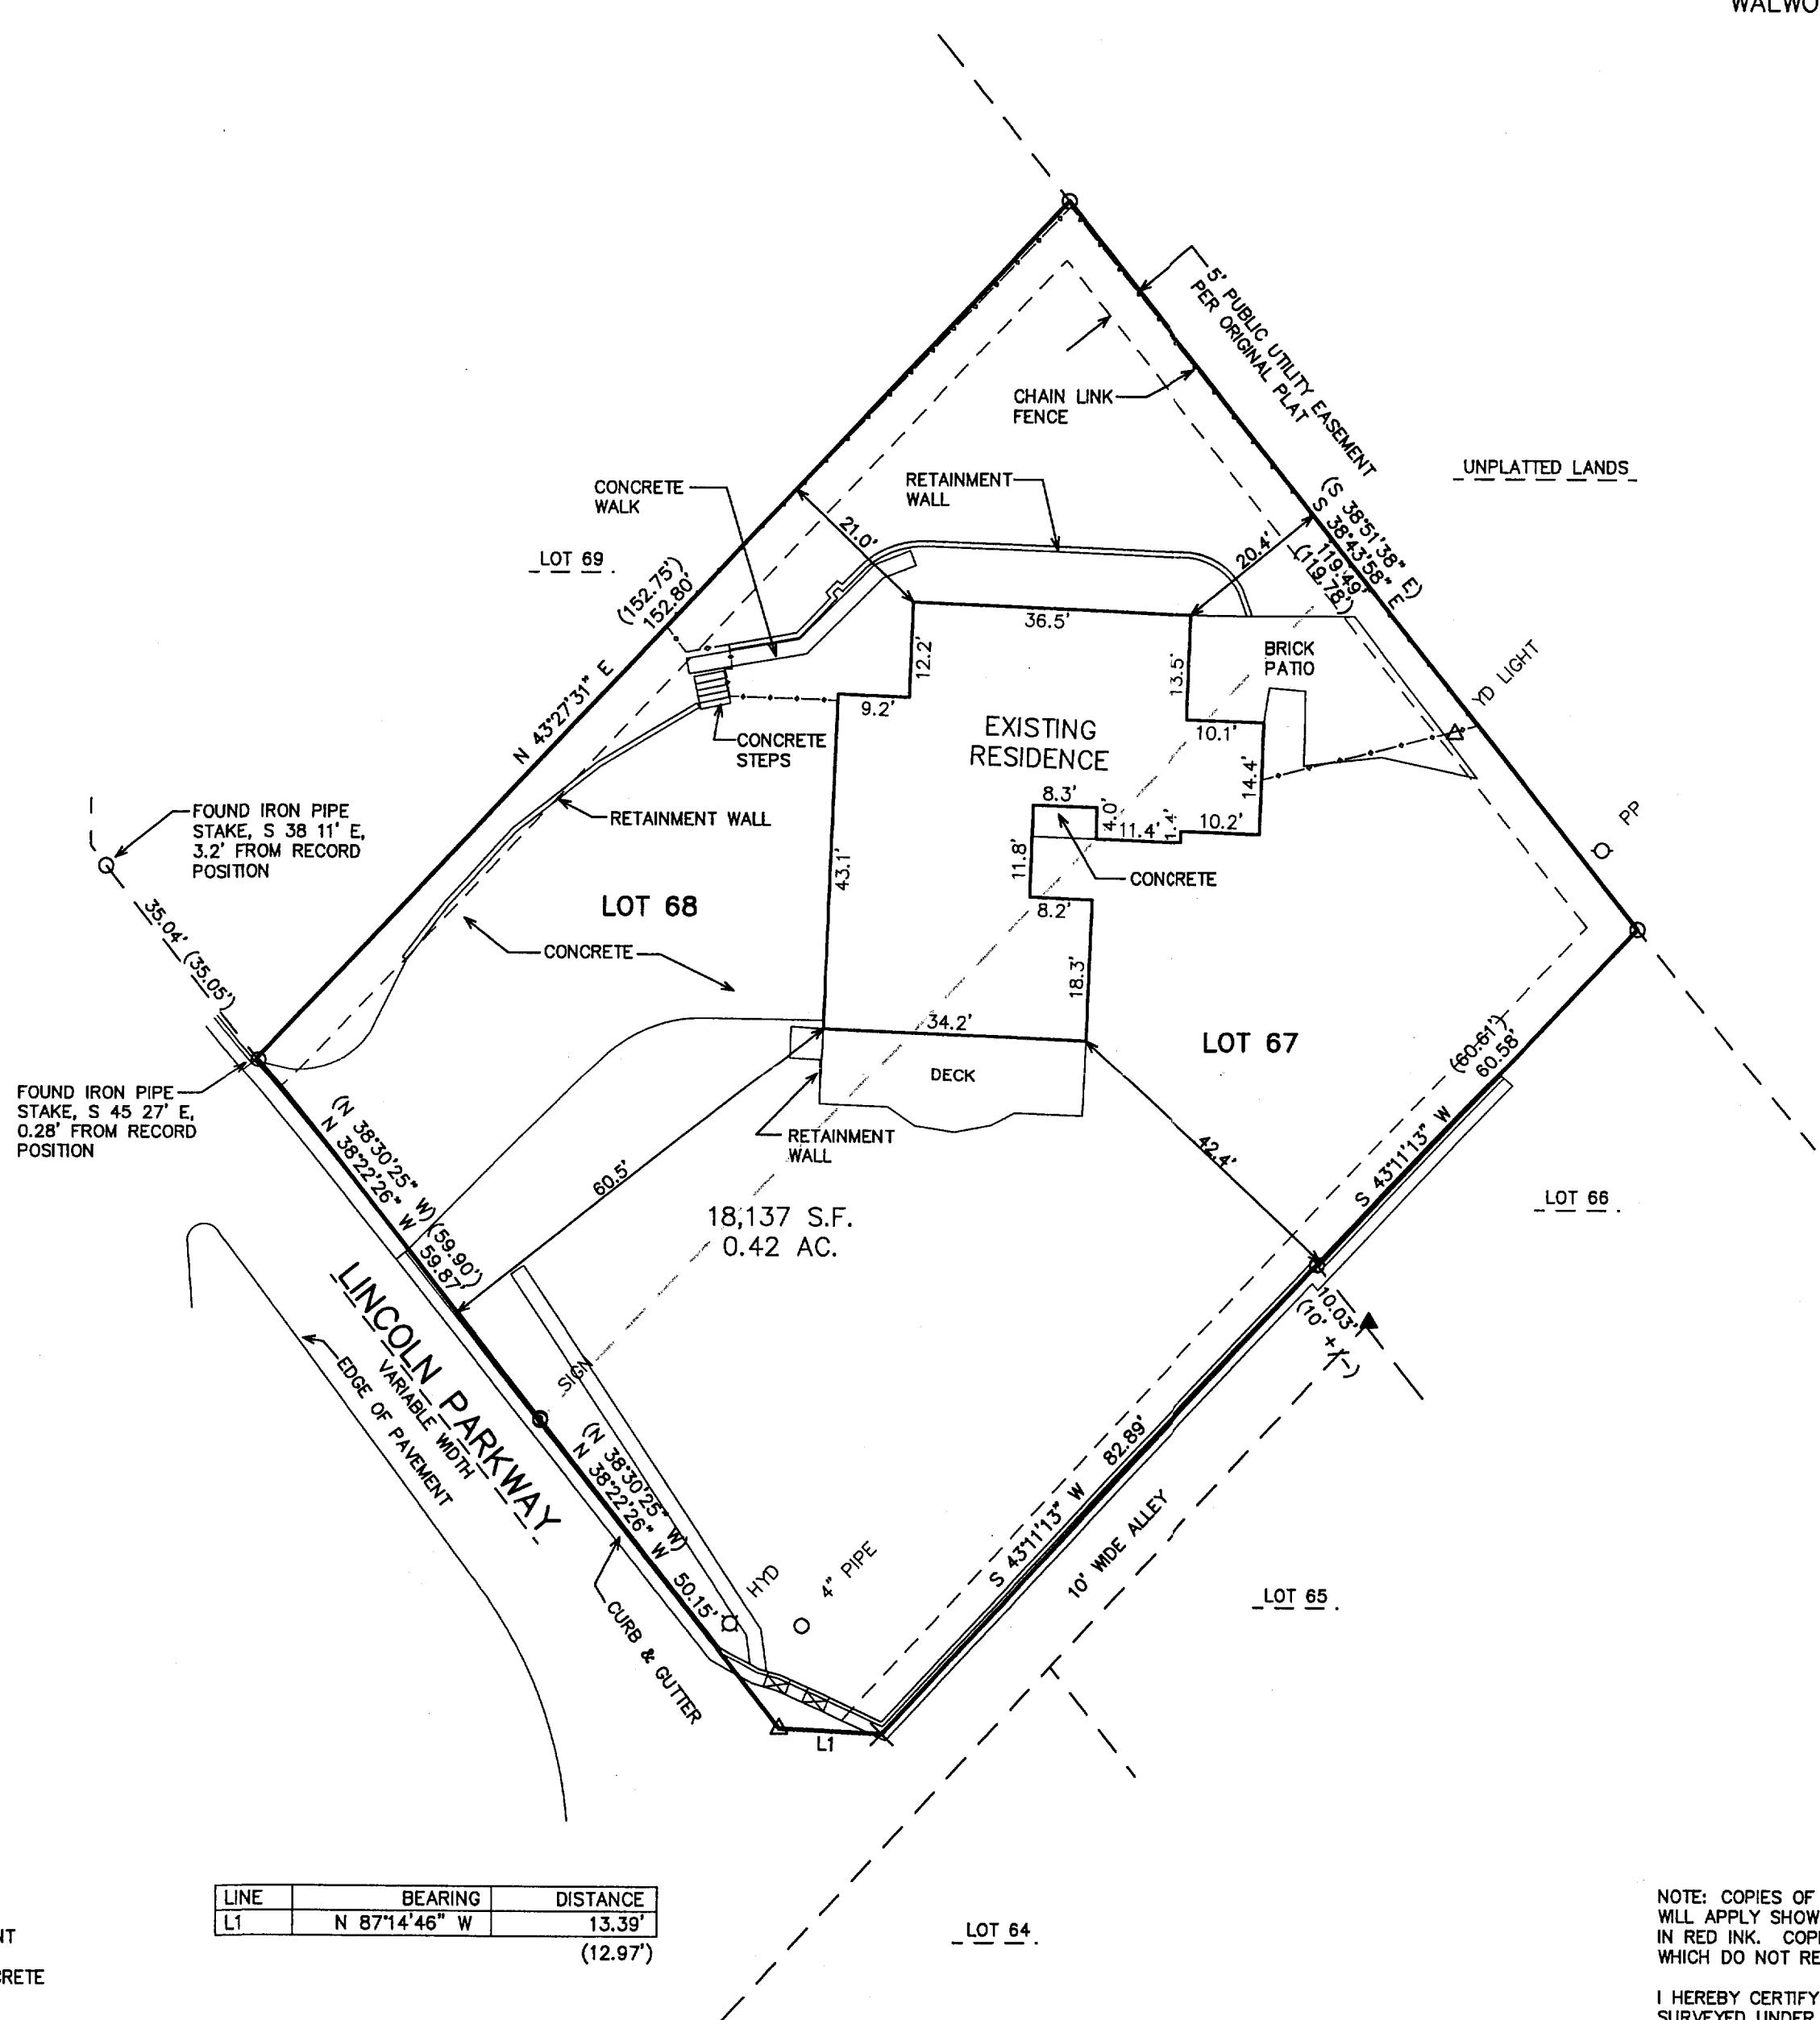 WALWO
5' PUBLIC UTILITY EASEMENT
PER ORIGINAL PLAT
CHAIN LINK
FENCE
UNPLATTED LANDS
CONCRETE
WALK
RETAINMENT
WALL
21.0'
20.4'
(S 38°51'38" E)
S 38°43'58" E
119.49'
(119.78')
LOT 69
(152.75')
152.80'
N 43°27'31" E
36.5'
12.2'
13.5'
BRICK
PATIO
YD LIGHT
9.2'
EXISTING
RESIDENCE
10.1'
CONCRETE
STEPS
14.4'
8.3'
4.0'
11.4'
1.4'
10.2'
PP
FOUND IRON PIPE
STAKE, S 38 11' E,
3.2' FROM RECORD
POSITION
RETAINMENT WALL
43.1'
11.8'
CONCRETE
LOT 68
8.2'
35.04' (35.05')
CONCRETE
18.3'
34.2'
LOT 67
(60.61')
60.58'
S 43°11'13" W
DECK
FOUND IRON PIPE
STAKE, S 45 27' E,
0.28' FROM RECORD
POSITION
(N 38°30'25" W) (59.90')
N 38°22'26" W 59.87'
RETAINMENT
WALL
60.5'
42.4'
LOT 66
18,137 S.F.
0.42 AC.
LINCOLN PARKWAY
VARIABLE WIDTH
EDGE OF PAVEMENT
10.03'
(10' +/-)
SIGN
(N 38°30'25" W)
N 38°22'26" W 50.15'
S 43°11'13" W 82.89'
10' WIDE ALLEY
HYD
4" PIPE
LOT 65
CURB & GUTTER
L1
LINE BEARING DISTANCE
L1 N 87°14'46" W 13.39'
(12.97')
LOT 64
NT
CRETE
NOTE: COPIES OF
WILL APPLY SHOW
IN RED INK. COPI
WHICH DO NOT RE
I HEREBY CERTIFY
SURVEYED UNDER